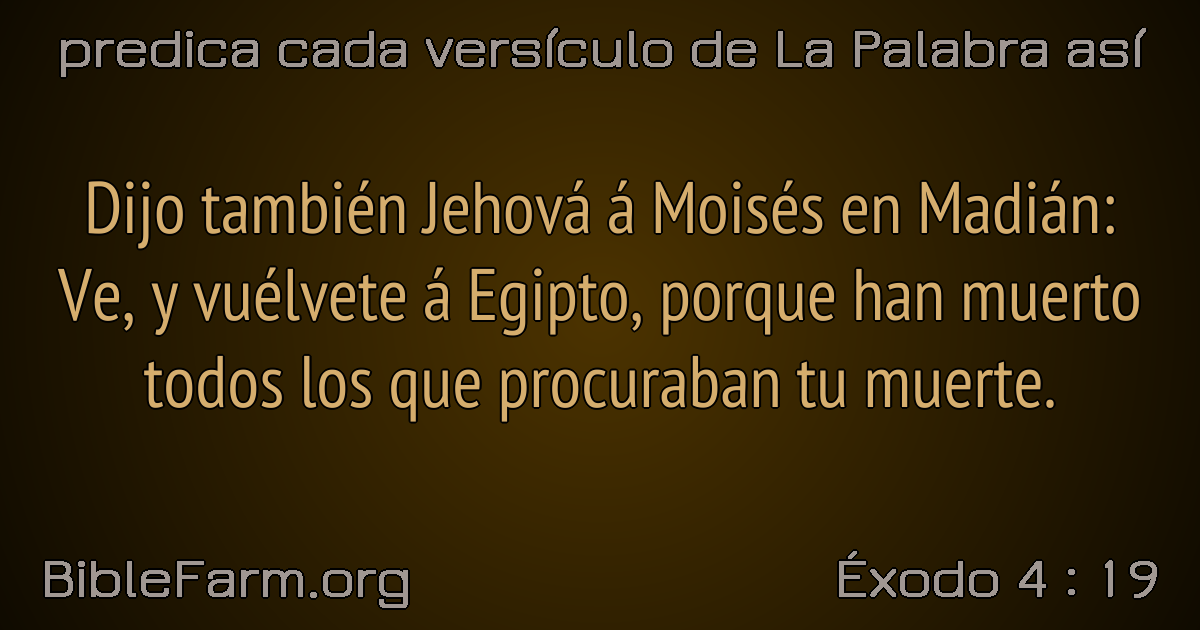 predica cada versículo de La Palabra así
Dijo también Jehová á Moisés en Madián:
Ve, y vuélvete á Egipto, porque han muerto
todos los que procuraban tu muerte.
BibleFarm.org
Éxodo 4 : 19